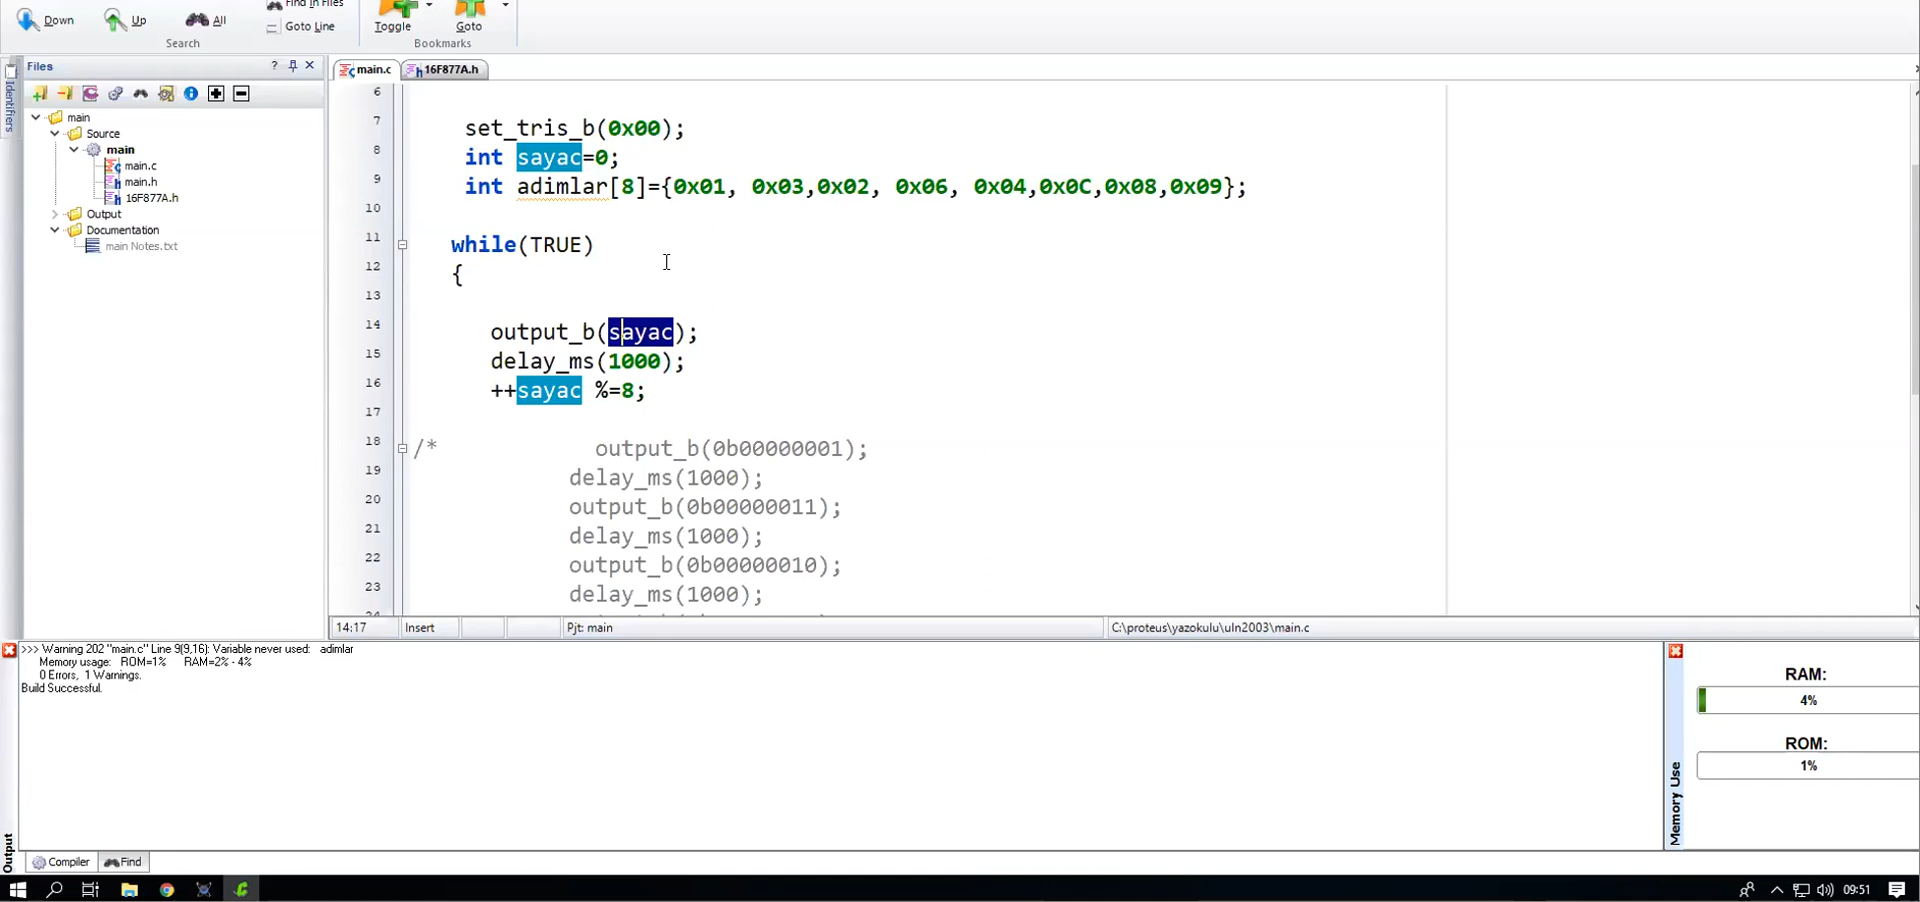 Down Up All Find In Files
Goto Line
Toggle Goto
Search Bookmarks
Files ?
main.c 16F877A.h
Identifiers
main
Source
main
main.c
main.h
16F877A.h
Output
Documentation
main Notes.txt
6
7 set_tris_b(0x00);
8 int sayac=0;
9 int adimlar[8]={0x01, 0x03,0x02, 0x06, 0x04,0x0C,0x08,0x09};
10
11 while(TRUE)
12 {
13
14 output_b(sayac);
15 delay_ms(1000);
16 ++sayac %=8;
17
18 /* output_b(0b00000001);
19 delay_ms(1000);
20 output_b(0b00000011);
21 delay_ms(1000);
22 output_b(0b00000010);
23 delay_ms(1000);
14:17 Insert Pjt: main C:\proteus\yazokulu\uln2003\main.c
>>> Warning 202 "main.c" Line 9(9,16): Variable never used: adimlar
Memory usage: ROM=1% RAM=2% - 4%
0 Errors, 1 Warnings.
Build Successful.
RAM:
4%
ROM:
1%
Memory Use
Output
Compiler Find
09:51